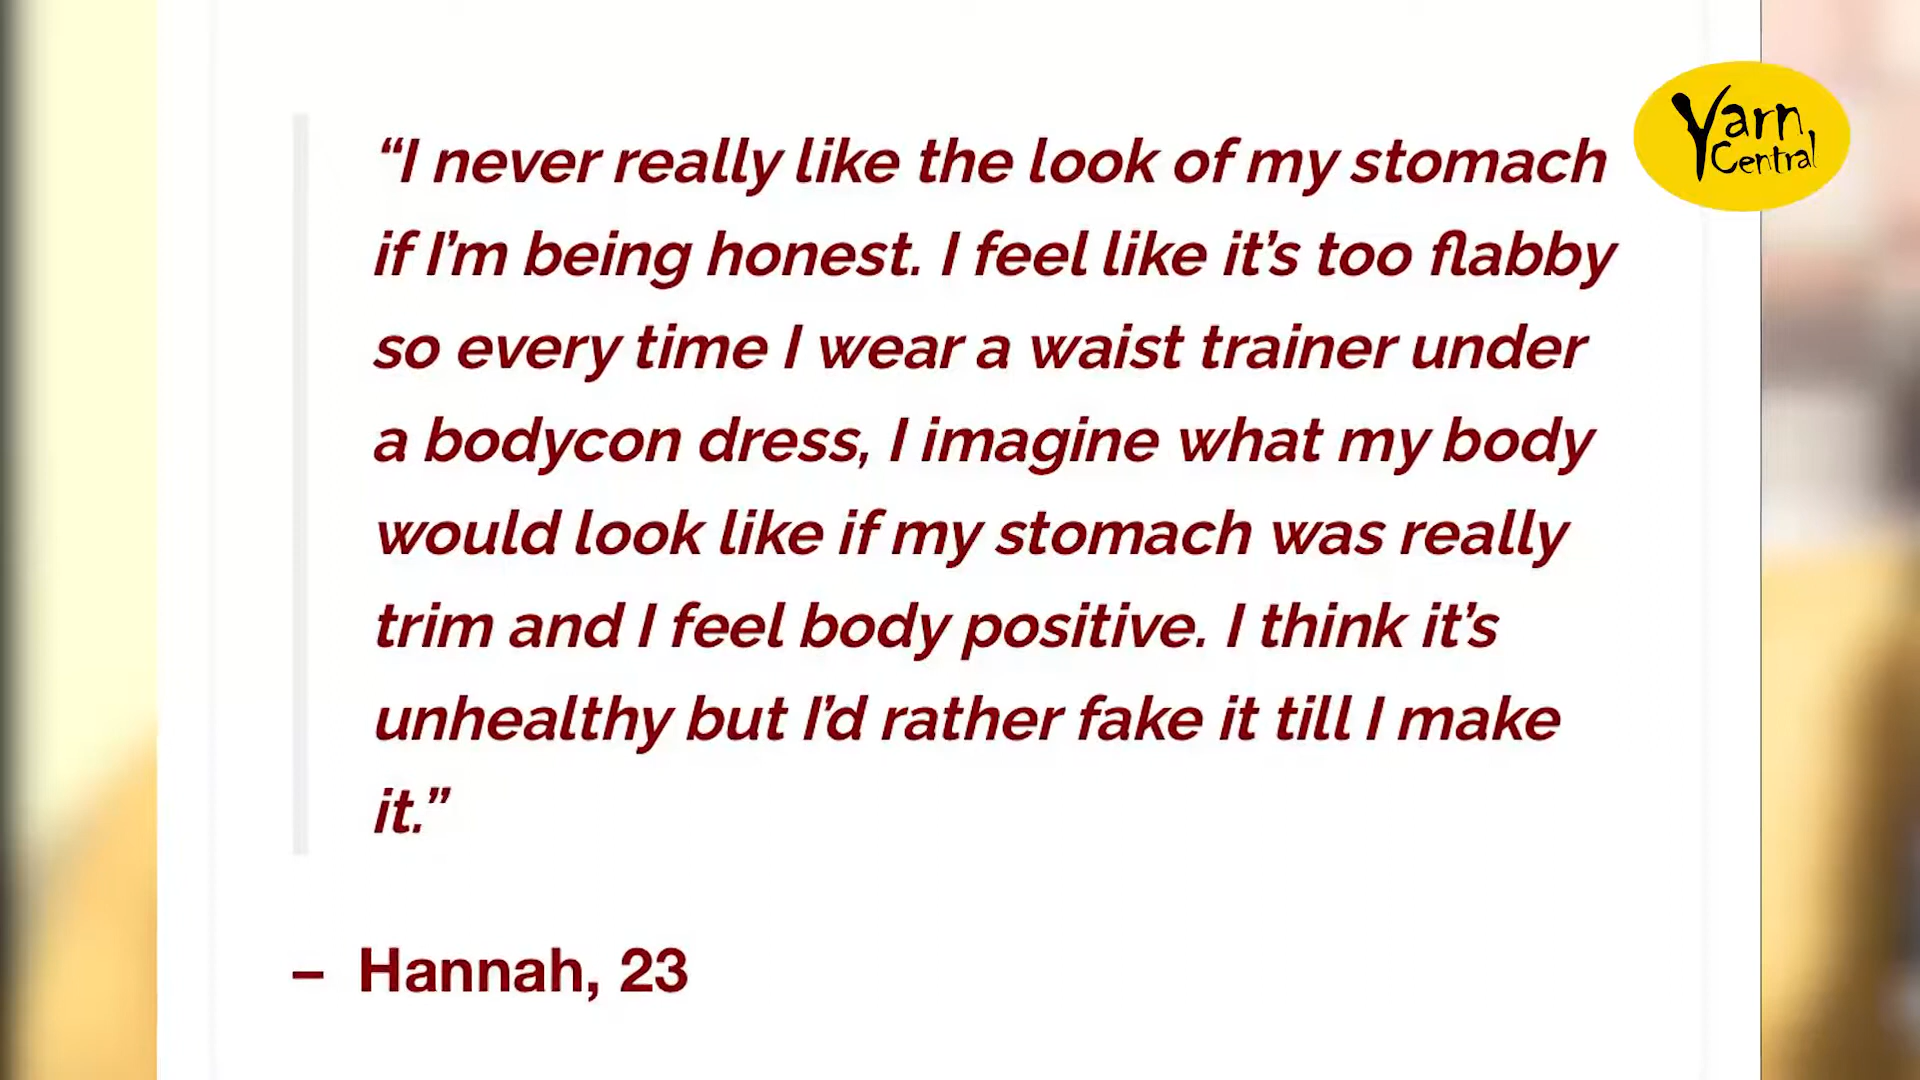 “I never really like the look of my stomach
if I’m being honest. I feel like it’s too flabby
so every time I wear a waist trainer under
a bodycon dress, I imagine what my body
would look like if my stomach was really
trim and I feel body positive. I think it’s
unhealthy but I’d rather fake it till I make
it.”
– Hannah, 23
Yarn
Central